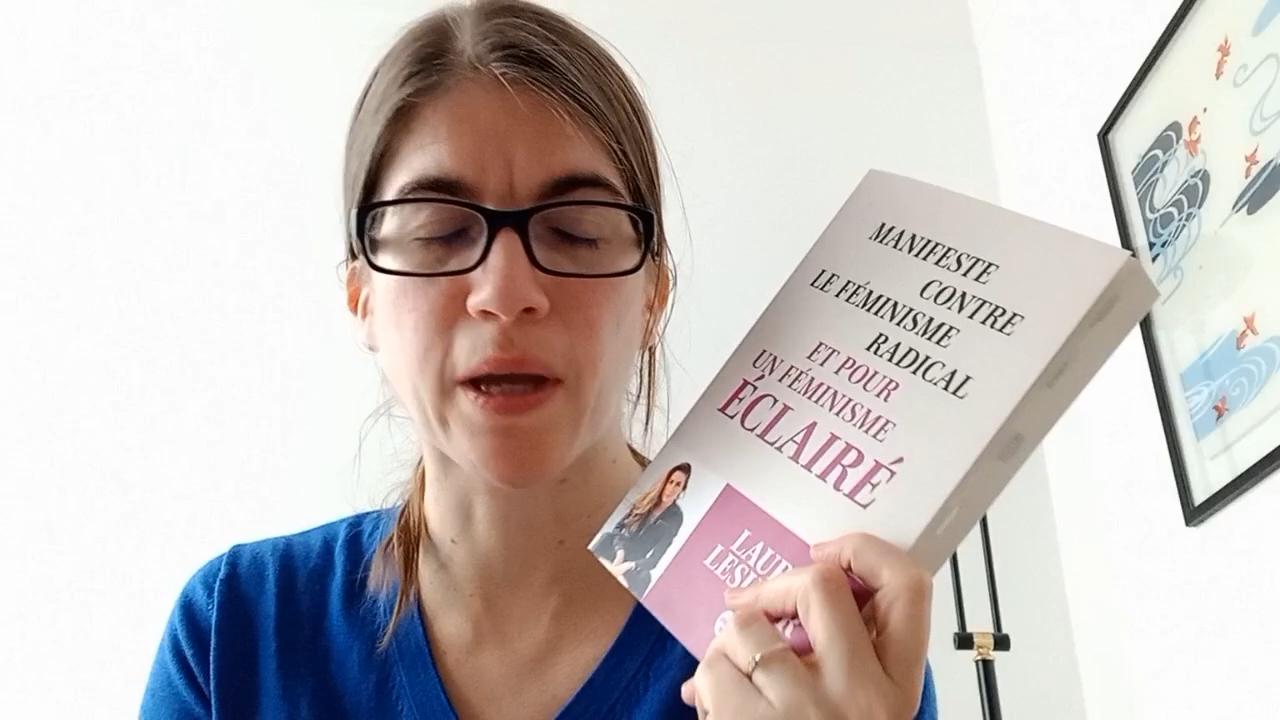 MANIFESTE
CONTRE
LE FÉMINISME
RADICAL
ET POUR
UN FÉMINISME
ÉCLAIRÉ